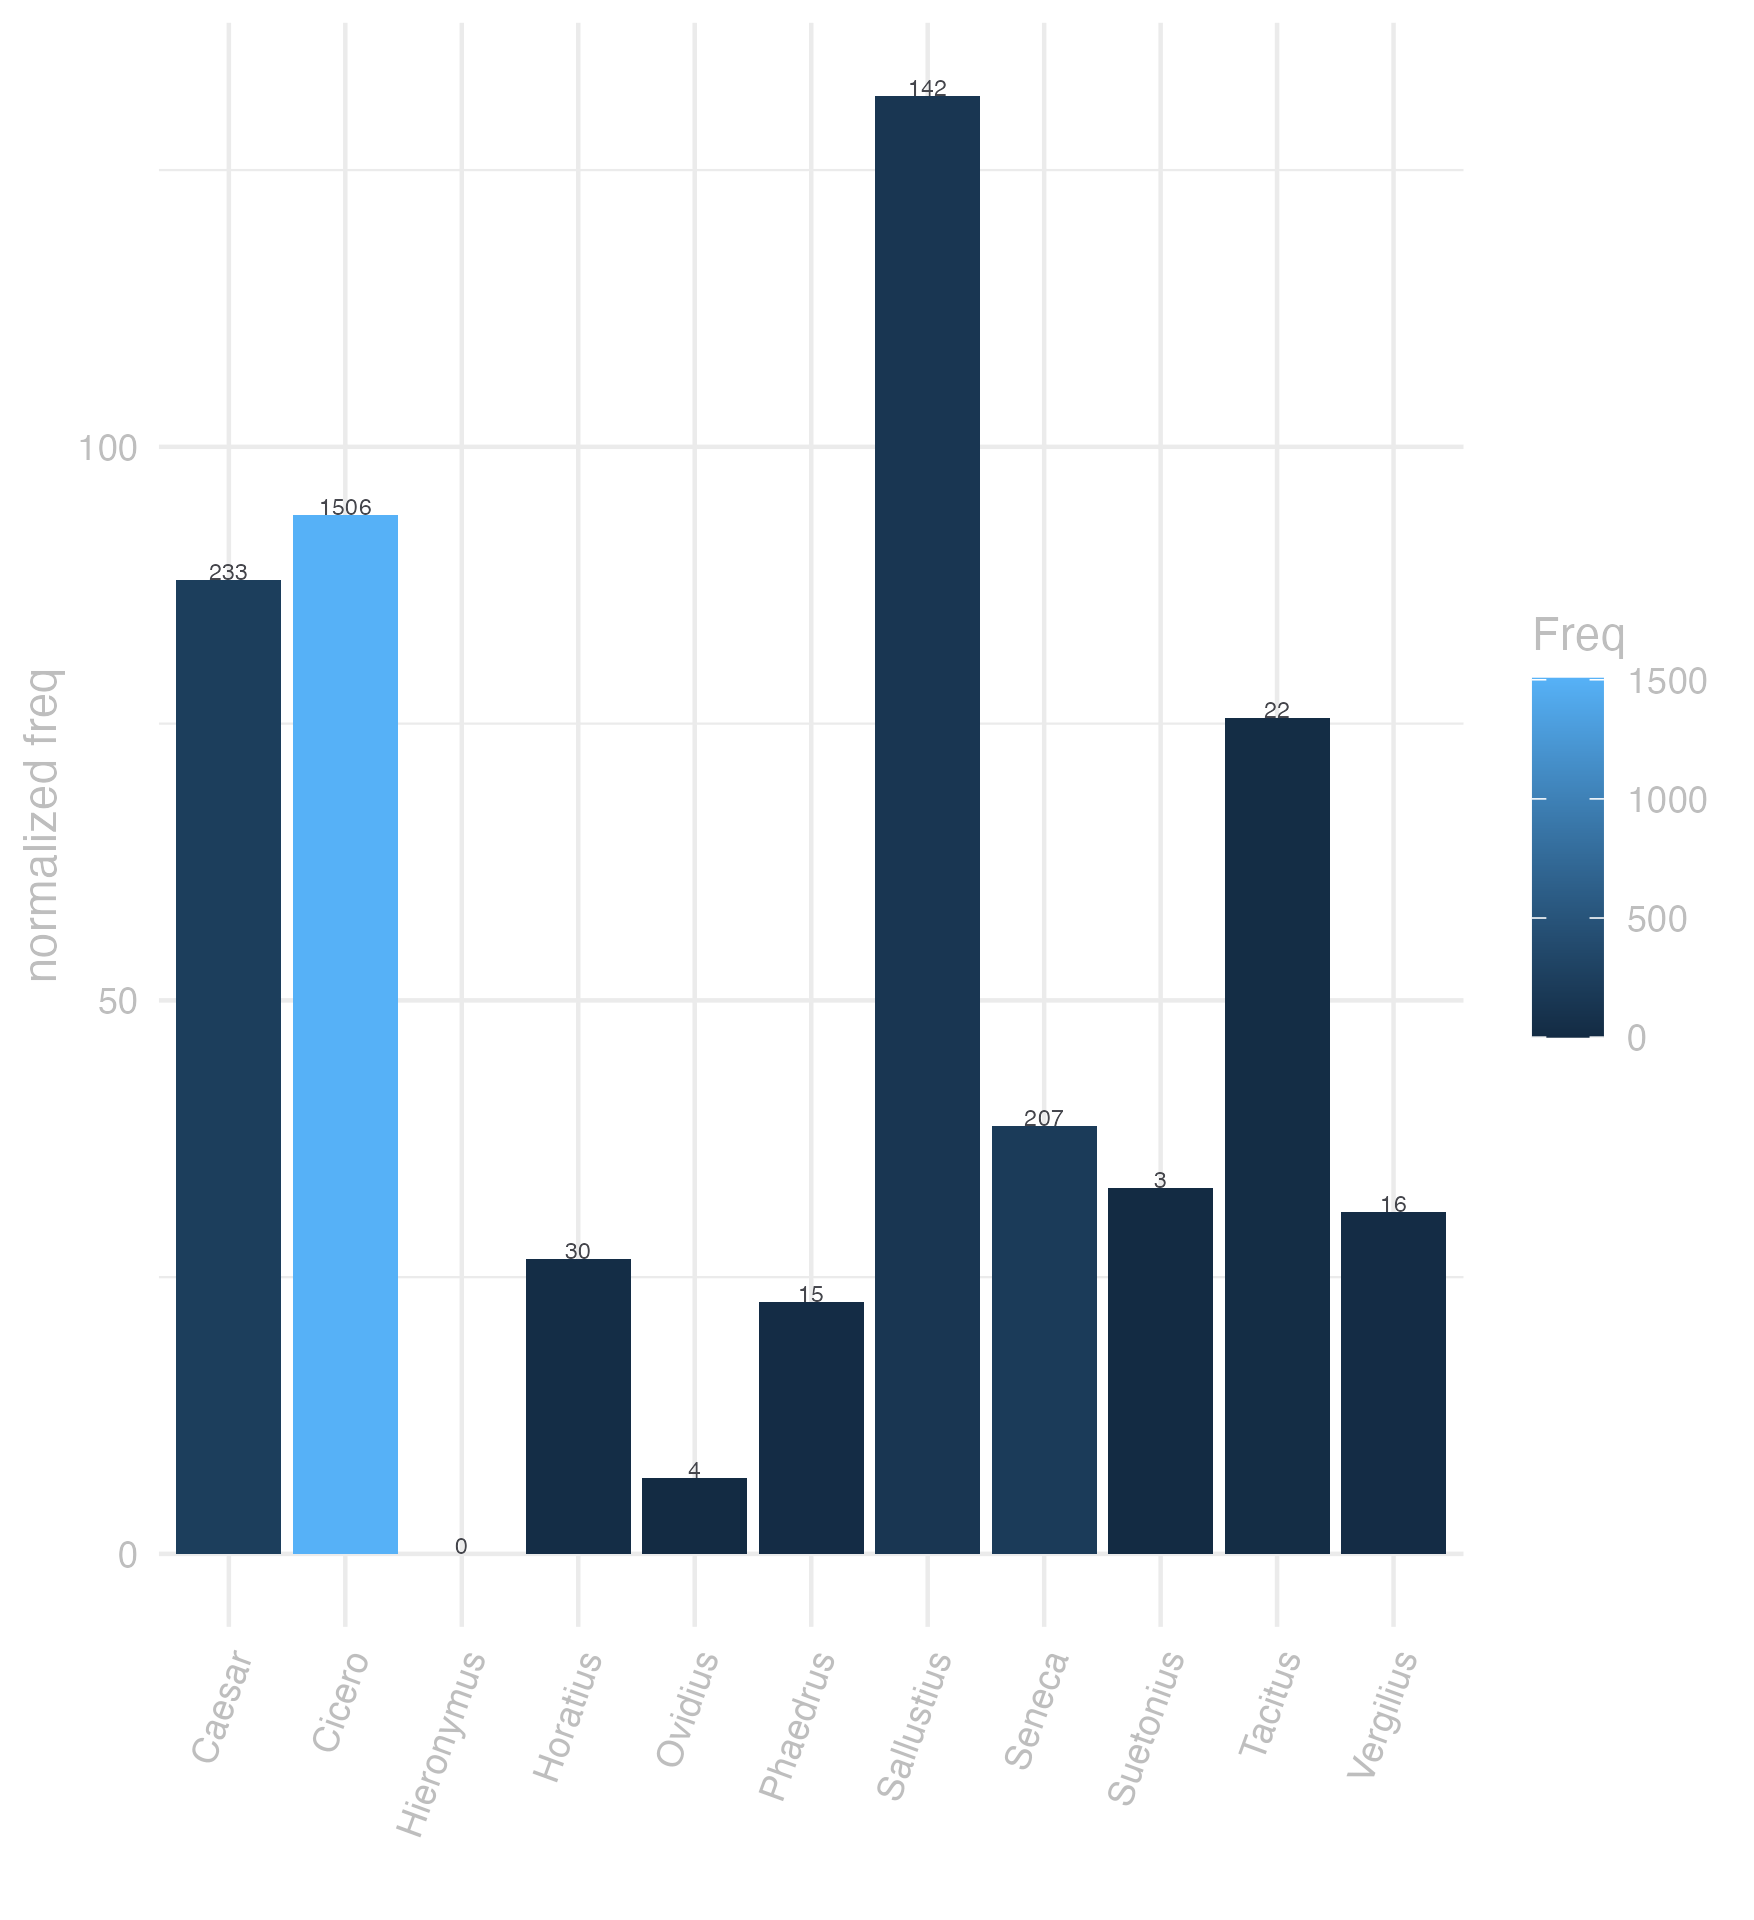 normalized freq
100
50
0
233
1506
0
30
4
15
142
207
3
22
16
Caesar
Cicero
Hieronymus
Horatius
Ovidius
Phaedrus
Sallustius
Seneca
Suetonius
Tacitus
Vergilius
Freq
1500
1000
500
0